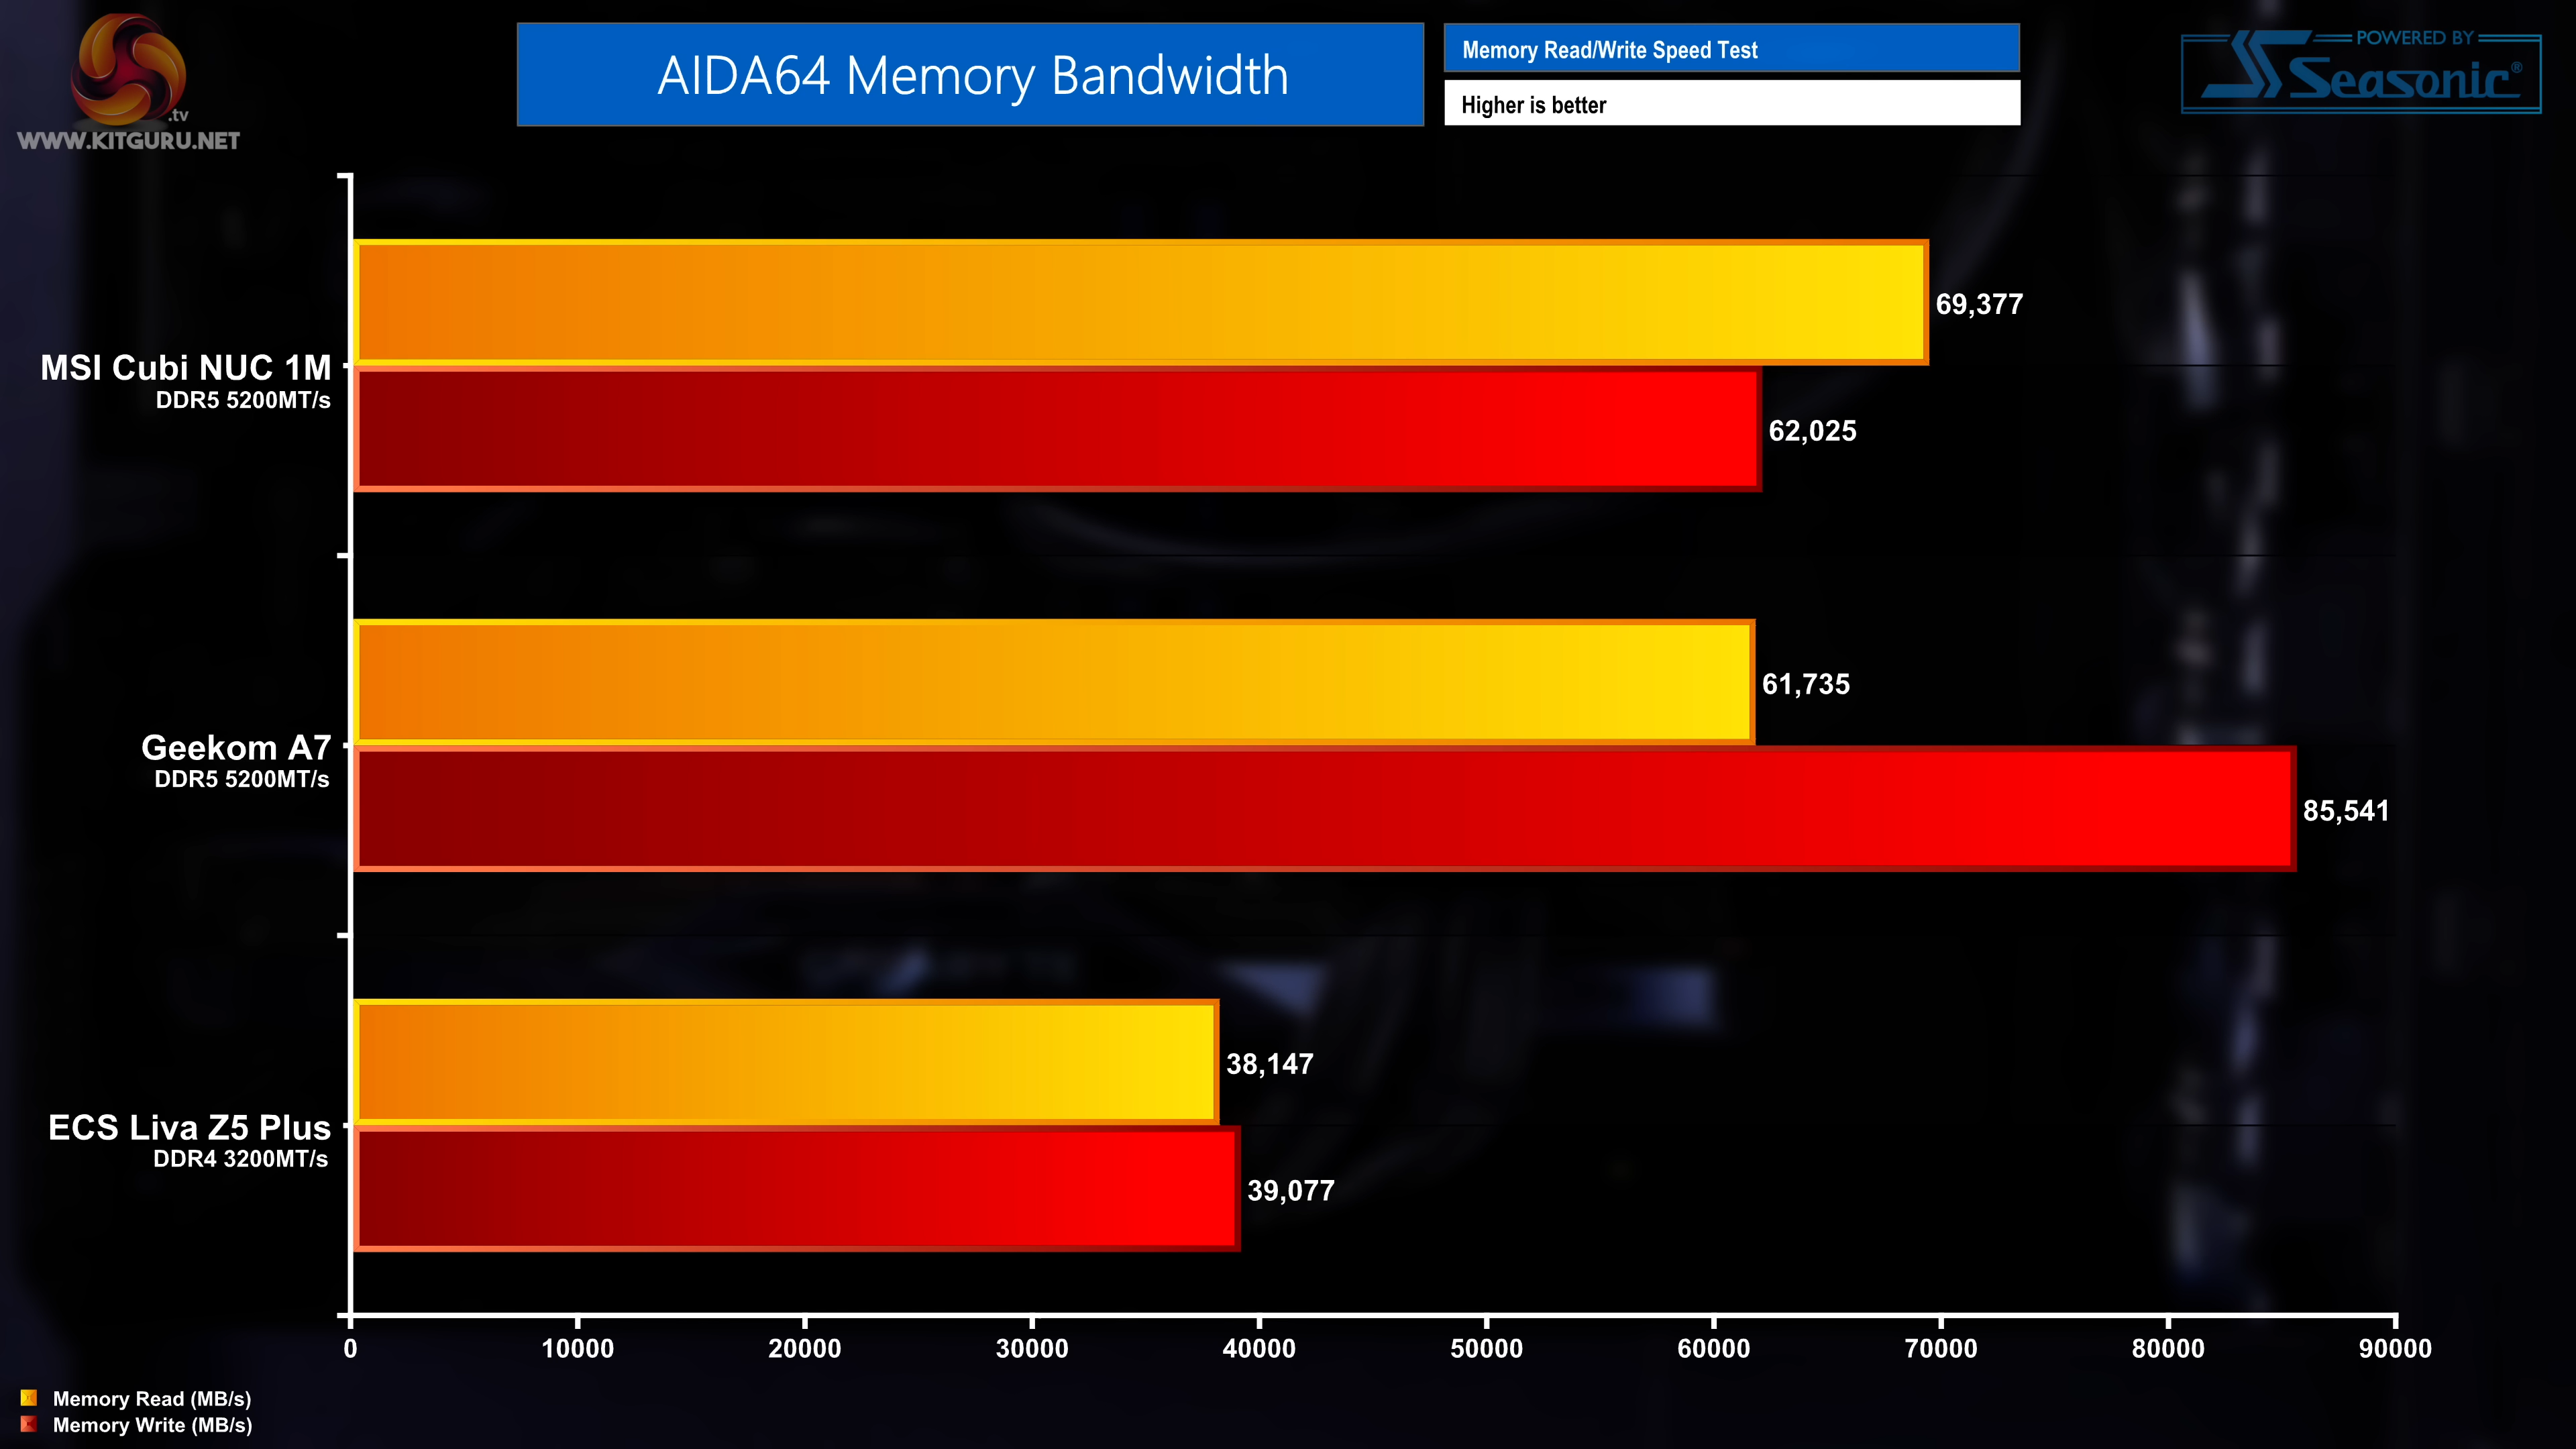 .tv
WWW.KITGURU.NET
AIDA64 Memory Bandwidth
Memory Read/Write Speed Test
Higher is better
POWERED BY
Seasonic®
MSI Cubi NUC 1M
DDR5 5200MT/s
69,377
62,025
Geekom A7
DDR5 5200MT/s
61,735
85,541
ECS Liva Z5 Plus
DDR4 3200MT/s
38,147
39,077
0 10000 20000 30000 40000 50000 60000 70000 80000 90000
Memory Read (MB/s)
Memory Write (MB/s)